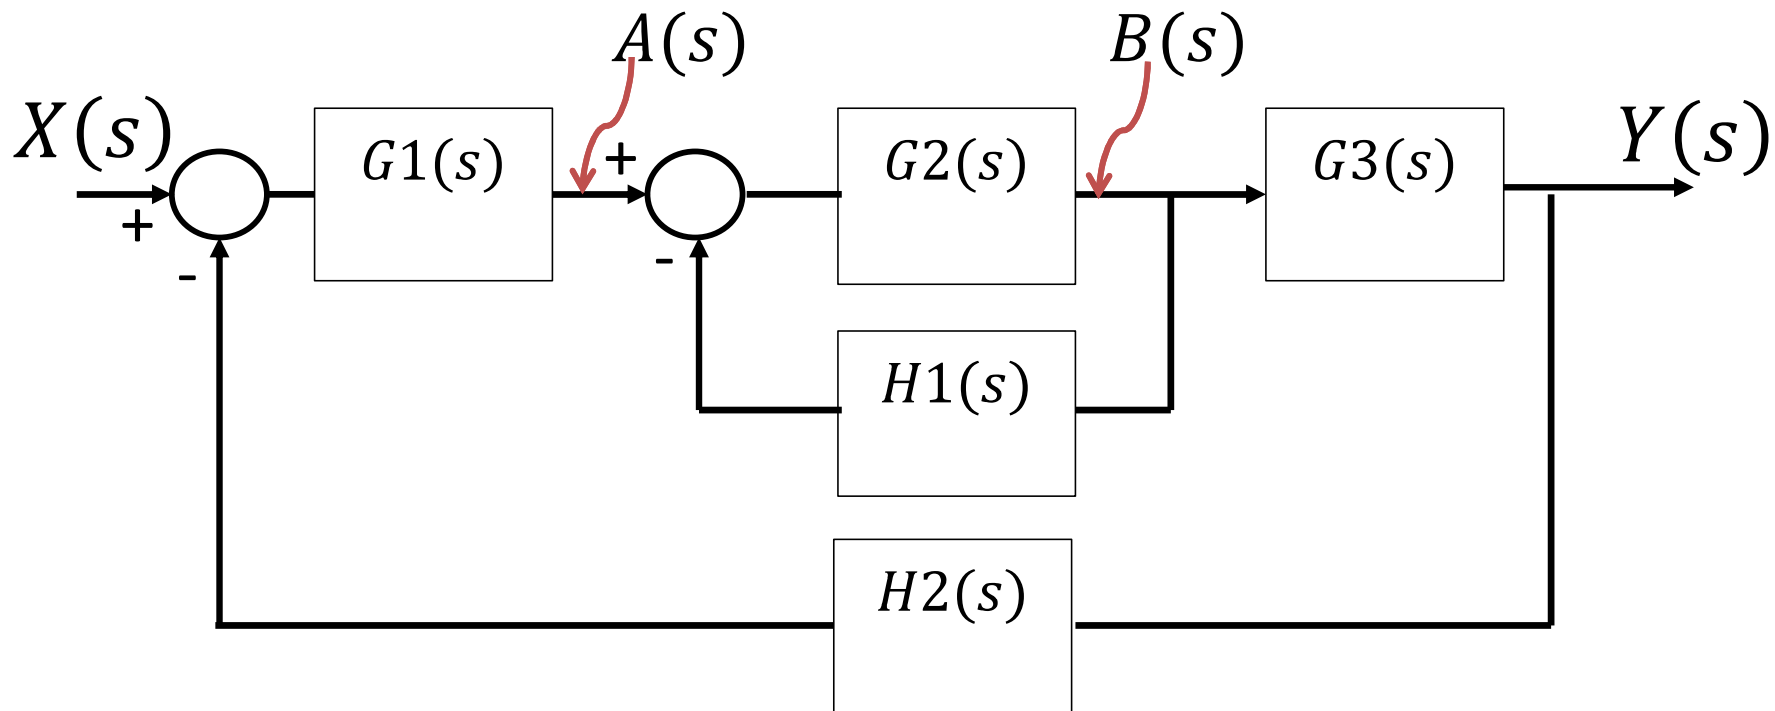 A(s)
B(s)
X(s)
G1(s)
G2(s)
G3(s)
Y(s)
+
+
-
-
H1(s)
H2(s)